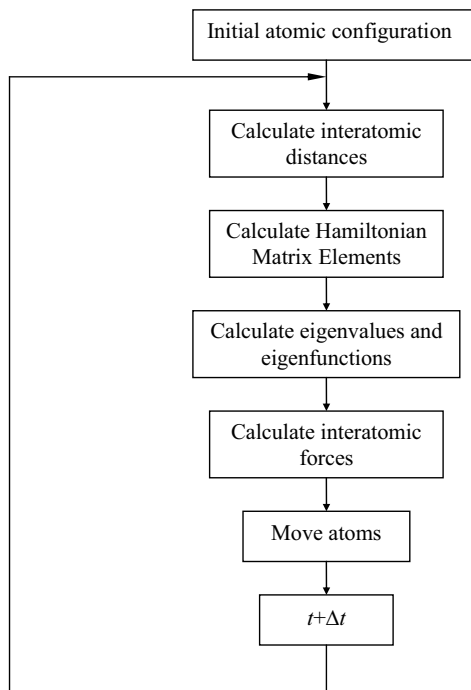 Initial atomic configuration
Calculate interatomic
distances
Calculate Hamiltonian
Matrix Elements
Calculate eigenvalues and
eigenfunctions
Calculate interatomic
forces
Move atoms
t+Δt